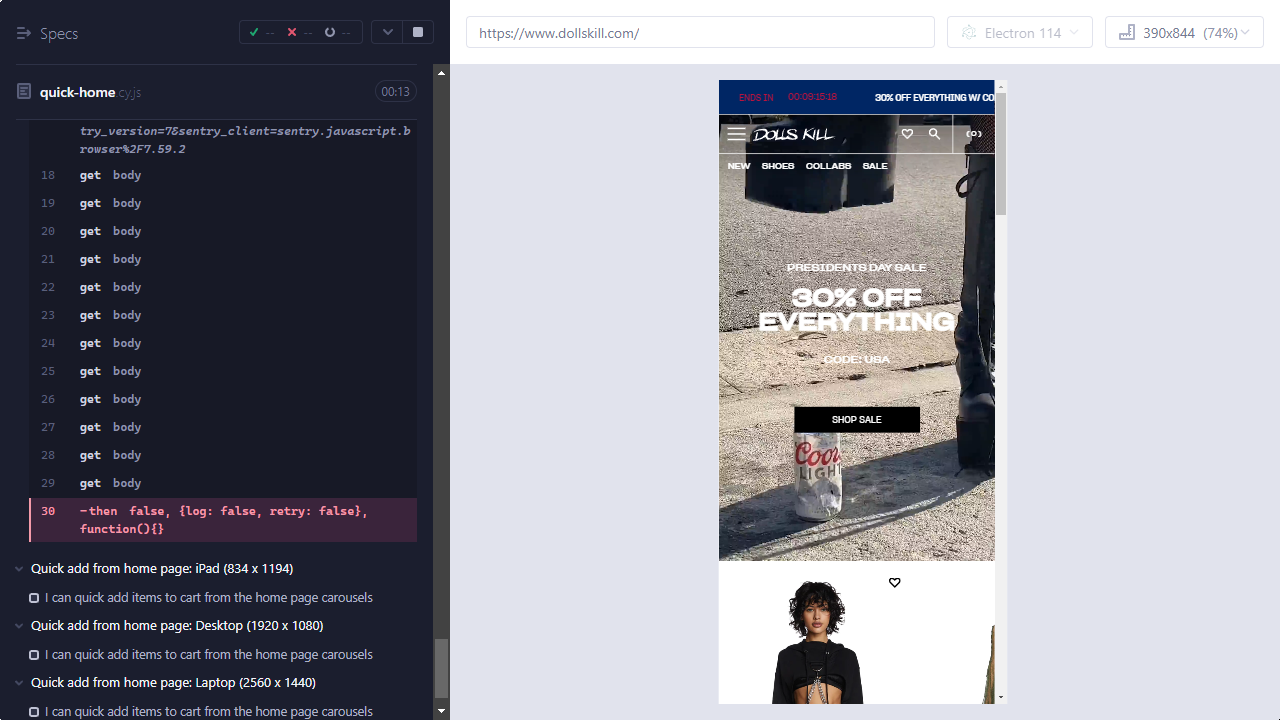 Specs
--
--
--
https://www.dollskill.com/
Electron 114
390x844 (74%)
quick-home.cy.js
00:13
try_version=7&sentry_client=sentry.javascript.b
rowser%2F7.59.2
18 get body
19 get body
20 get body
21 get body
22 get body
23 get body
24 get body
25 get body
26 get body
27 get body
28 get body
29 get body
30 -then false, {log: false, retry: false},
function(){}
Quick add from home page: iPad (834 x 1194)
I can quick add items to cart from the home page carousels
Quick add from home page: Desktop (1920 x 1080)
I can quick add items to cart from the home page carousels
Quick add from home page: Laptop (2560 x 1440)
I can quick add items to cart from the home page carousels
ENDS IN 00:09:15:18 30% OFF EVERYTHING W/ CO
DOLLS KILL
NEW SHOES COLLABS SALE
PRESIDENTS DAY SALE
30% OFF
EVERYTHING
CODE: USA
SHOP SALE
Coors
LIGHT